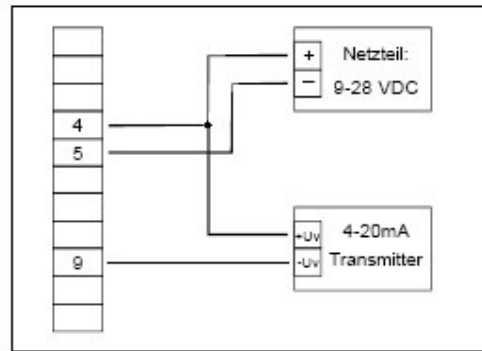 4
5
9
+ Netzteil:
− 9-28 VDC
+Uv 4-20mA
-Uv Transmitter